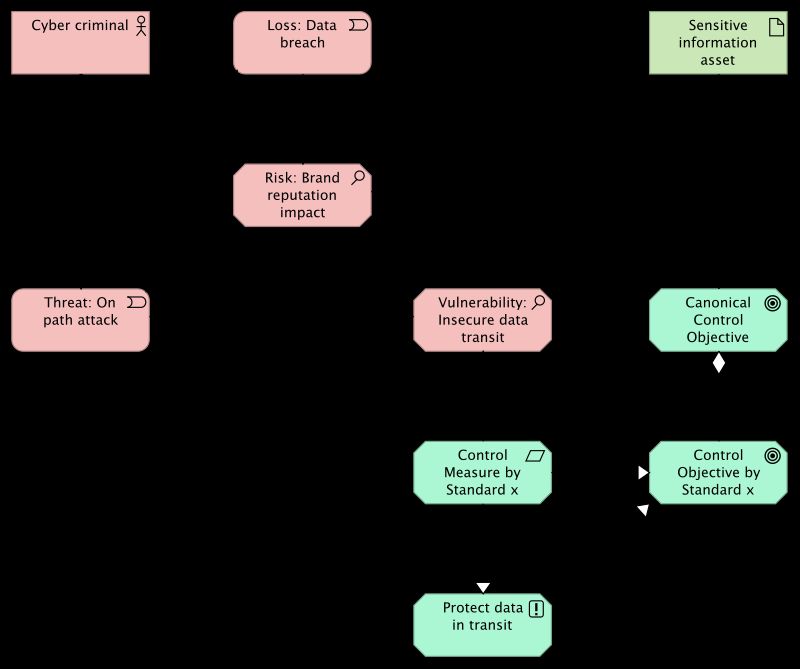 Cyber criminal
Loss: Data
breach
Sensitive
information
asset
Risk: Brand
reputation
impact
Threat: On
path attack
Vulnerability:
Insecure data
transit
Canonical
Control
Objective
Control
Measure by
Standard x
Control
Objective by
Standard x
Protect data
in transit